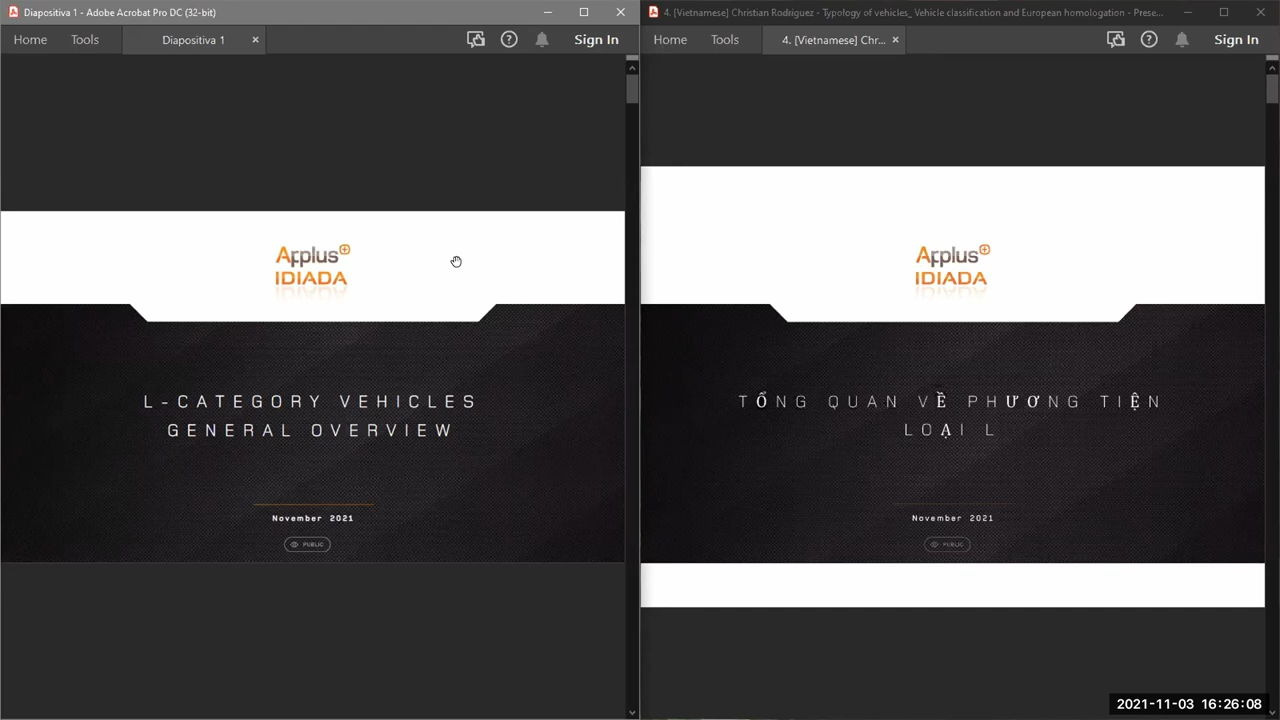 Diapositiva 1 - Adobe Acrobat Pro DC (32-bit)
Home Tools Diapositiva 1 Sign In
Applus+
IDIADA
L-CATEGORY VEHICLES
GENERAL OVERVIEW
November 2021
PUBLIC
4. [Vietnamese] Christian Rodriguez - Typology of vehicles_ Vehicle classification and European homologation - Prese...
Home Tools 4. [Vietnamese] Chr... Sign In
Applus+
IDIADA
TỔNG QUAN VỀ PHƯƠNG TIỆN
LOẠI L
November 2021
PUBLIC
2021-11-03 16:26:08